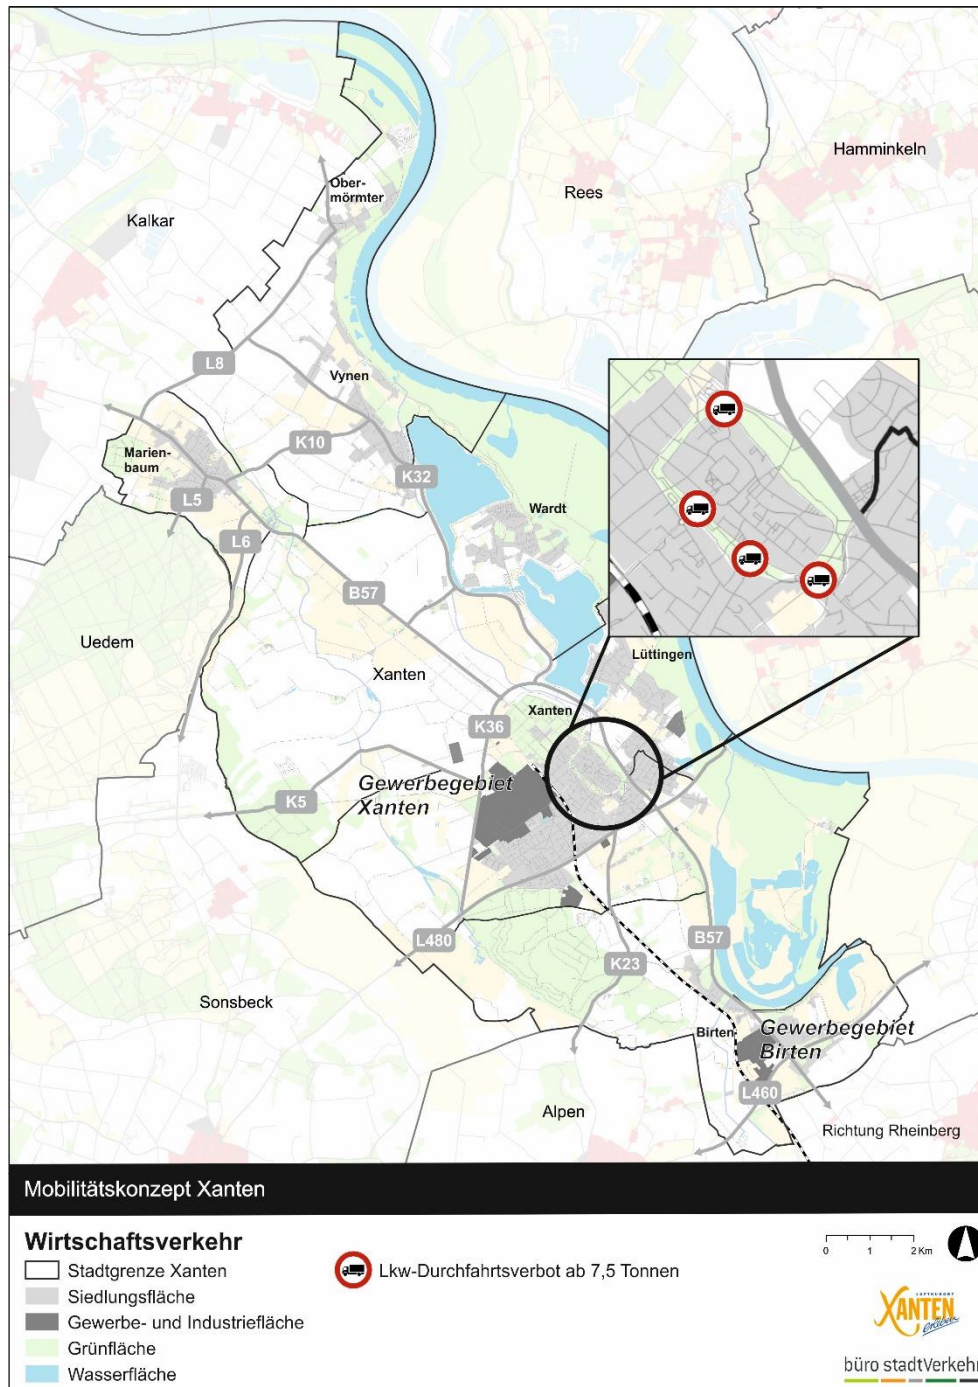 Hamminkeln
Rees
Ober-
mörmter
Kalkar
L8
Vynen
K10
Marien-
baum
K32
L5
Wardt
L6
B57
Uedem
Lüttingen
Xanten
Xanten
K36
Gewerbegebiet
Xanten
K5
L480
B57
K23
Sonsbeck
Birten
Gewerbegebiet
Birten
L460
Alpen
Richtung Rheinberg
Mobilitätskonzept Xanten
Wirtschaftsverkehr
Stadtgrenze Xanten
Siedlungsfläche
Gewerbe- und Industriefläche
Grünfläche
Wasserfläche
Lkw-Durchfahrtsverbot ab 7,5 Tonnen
0 1 2 Km
LUFTKURORT
XANTEN
erleben
büro stadtVerkehr